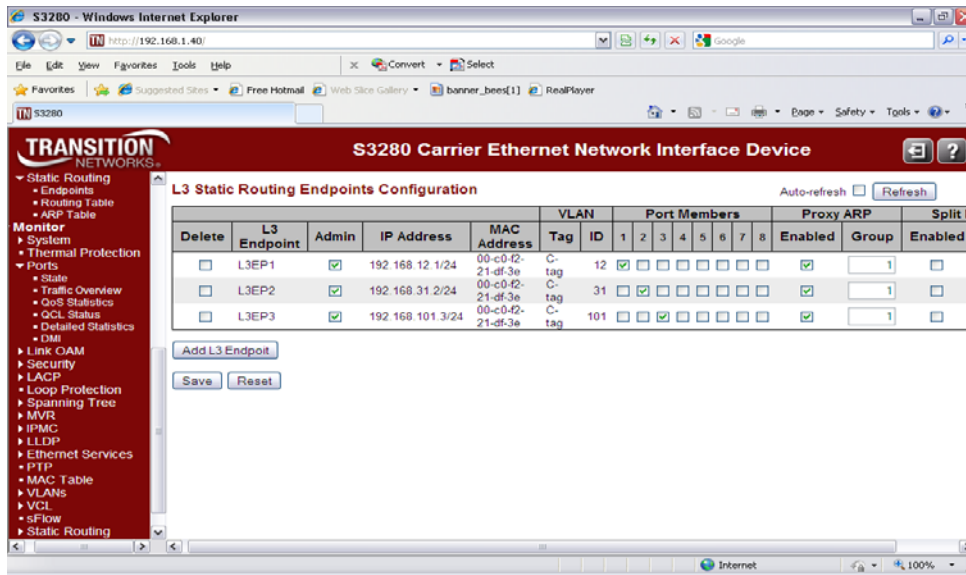 S3280 - Windows Internet Explorer
http://192.168.1.40/
Google
File Edit View Favorites Tools Help
x Convert Select
Favorites Suggested Sites Free Hotmail Web Slice Gallery banner_bees[1] RealPlayer
S3280
Page Safety Tools
TRANSITION NETWORKS®
S3280 Carrier Ethernet Network Interface Device
Static Routing
Endpoints
Routing Table
ARP Table
Monitor
System
Thermal Protection
Ports
State
Traffic Overview
QoS Statistics
QCL Status
Detailed Statistics
DMI
Link OAM
Security
LACP
Loop Protection
Spanning Tree
MVR
IPMC
LLDP
Ethernet Services
PTP
MAC Table
VLANs
VCL
sFlow
Static Routing
L3 Static Routing Endpoints Configuration
Auto-refresh Refresh
VLAN Port Members Proxy ARP Split
Delete L3 Endpoint Admin IP Address MAC Address Tag ID 1 2 3 4 5 6 7 8 Enabled Group Enabled
L3EP1 192.168.12.1/24 00-c0-f2-21-df-3e C-tag 12 1
L3EP2 192.168.31.2/24 00-c0-f2-21-df-3e C-tag 31 1
L3EP3 192.168.101.3/24 00-c0-f2-21-df-3e C-tag 101 1
Add L3 Endpoit
Save Reset
Internet 100%